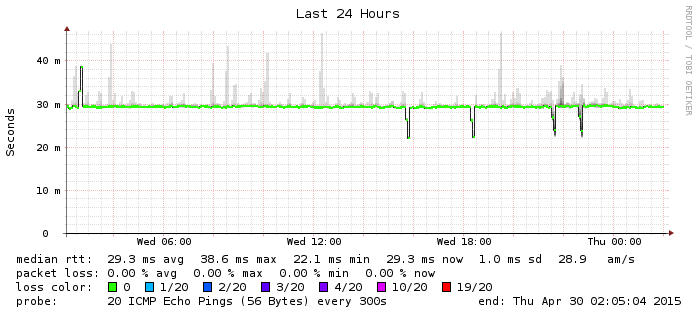 Last 24 Hours
RRDTOOL / TOBI OETIKER
Seconds
40 m
30 m
20 m
10 m
0
Wed 06:00 Wed 12:00 Wed 18:00 Thu 00:00
median rtt: 29.3 ms avg 38.6 ms max 22.1 ms min 29.3 ms now 1.0 ms sd 28.9 am/s
packet loss: 0.00 % avg 0.00 % max 0.00 % min 0.00 % now
loss color: 0 1/20 2/20 3/20 4/20 10/20 19/20
probe: 20 ICMP Echo Pings (56 Bytes) every 300s end: Thu Apr 30 02:05:04 2015